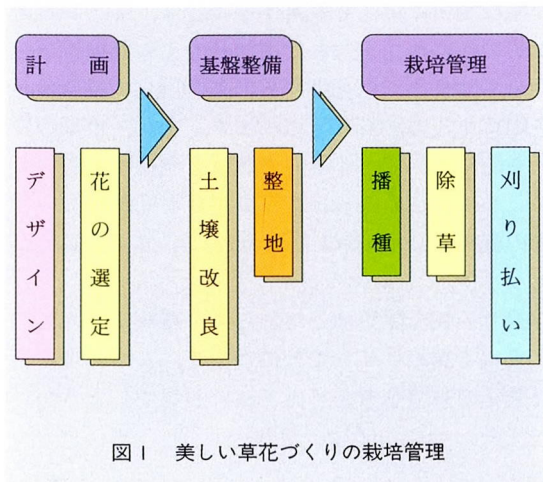 計　画
基盤整備
栽培管理
デザイン
花の選定
土壌改良
整地
播種
除草
刈り払い
図1　美しい草花づくりの栽培管理